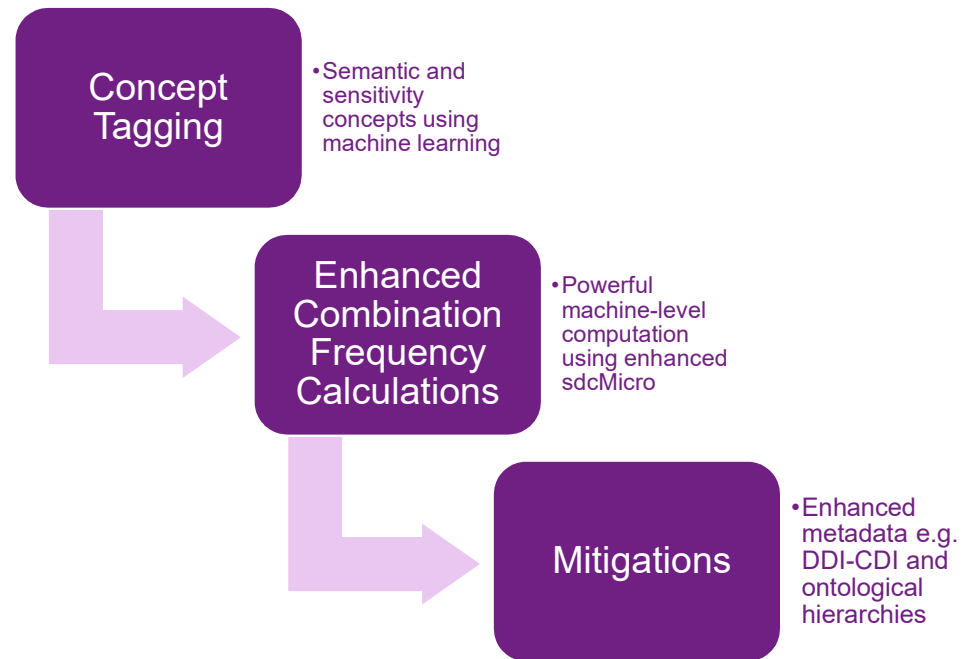 Concept
Tagging
•Semantic and
sensitivity
concepts using
machine learning
Enhanced
Combination
Frequency
Calculations
•Powerful
machine-level
computation
using enhanced
sdcMicro
Mitigations
•Enhanced
metadata e.g.
DDI-CDI and
ontological
hierarchies